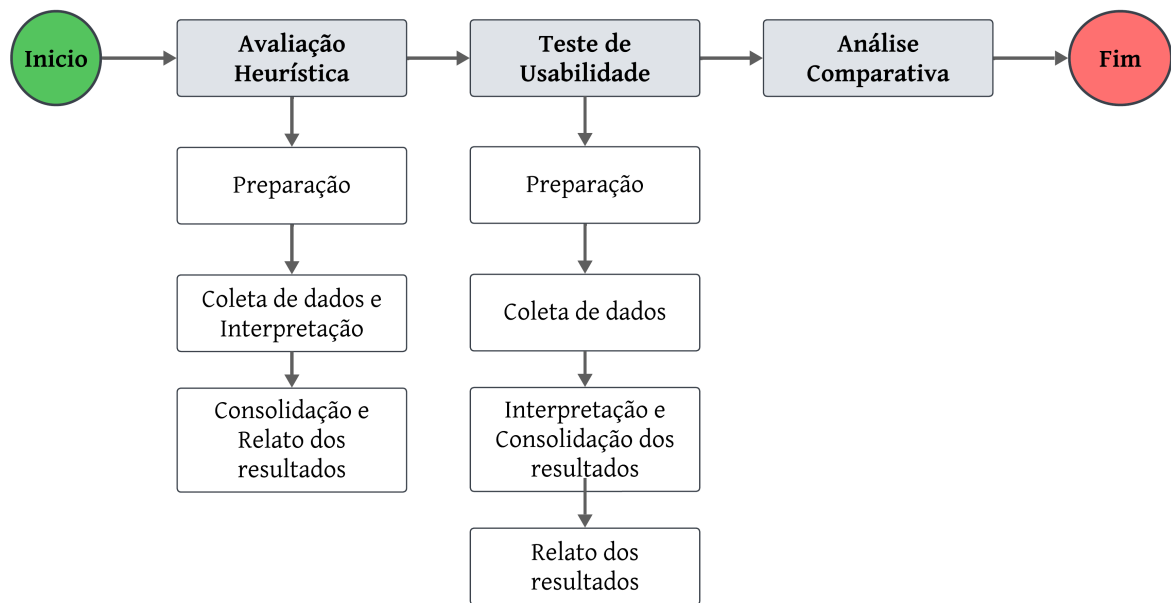 Inicio
Avaliação
Heurística
Teste de
Usabilidade
Análise
Comparativa
Fim
Preparação
Coleta de dados e
Interpretação
Consolidação e
Relato dos
resultados
Preparação
Coleta de dados
Interpretação e
Consolidação dos
resultados
Relato dos
resultados